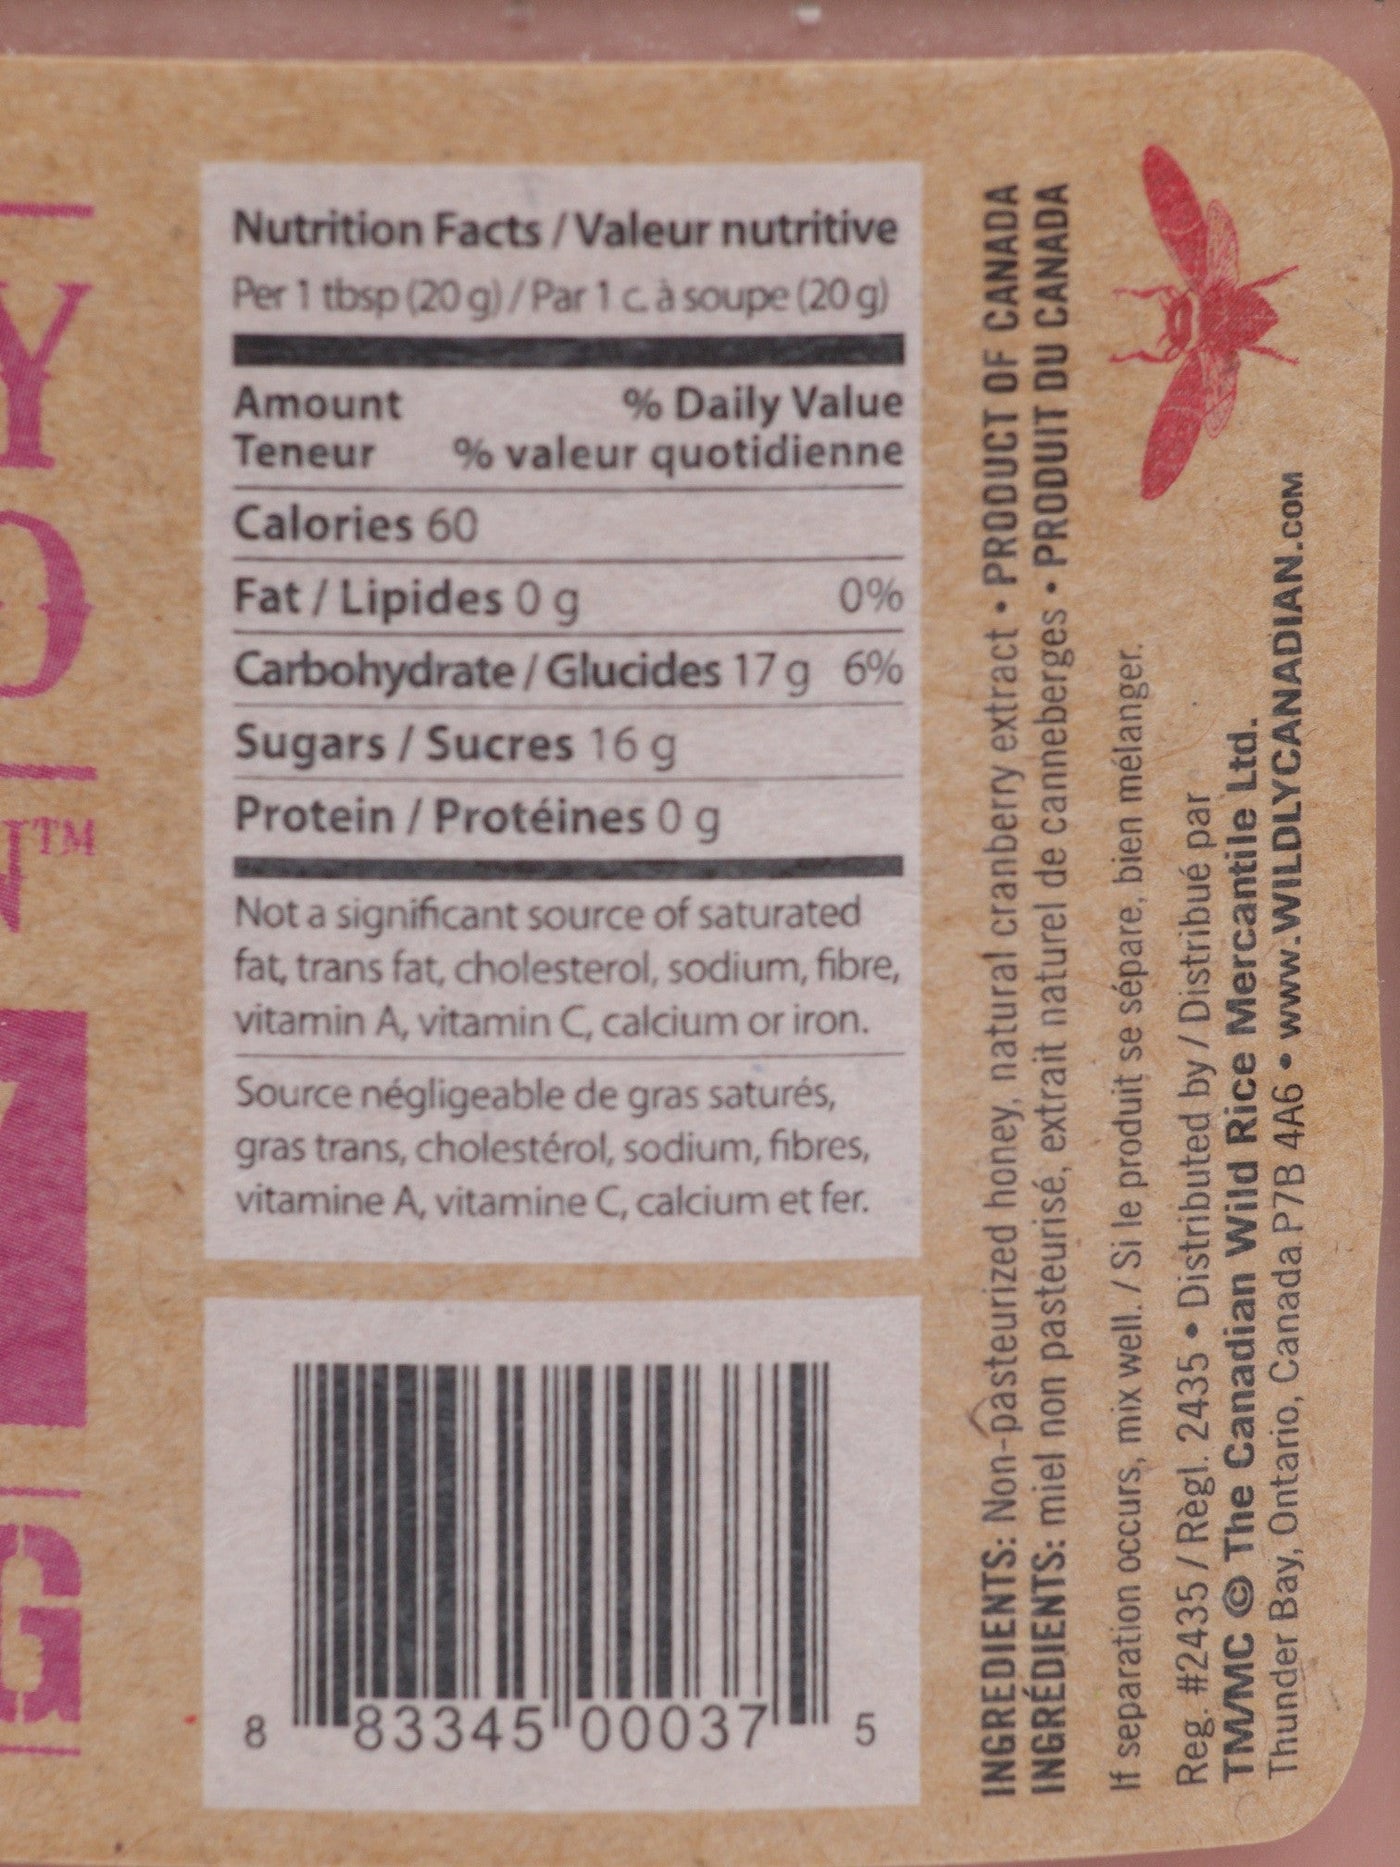 Y
TM
G
Nutrition Facts / Valeur nutritive
Per 1 tbsp (20 g) / Par 1 c. à soupe (20 g)
Amount % Daily Value
Teneur % valeur quotidienne
Calories 60
Fat / Lipides 0 g 0%
Carbohydrate / Glucides 17 g 6%
Sugars / Sucres 16 g
Protein / Protéines 0 g
Not a significant source of saturated
fat, trans fat, cholesterol, sodium, fibre,
vitamin A, vitamin C, calcium or iron.
Source négligeable de gras saturés,
gras trans, cholestérol, sodium, fibres,
vitamine A, vitamine C, calcium et fer.
8 83345 00037 5
INGREDIENTS: Non-pasteurized honey, natural cranberry extract • PRODUCT OF CANADA
INGRÉDIENTS: miel non pasteurisé, extrait naturel de canneberges • PRODUIT DU CANADA
If separation occurs, mix well. / Si le produit se sépare, bien mélanger.
Reg. #2435 / Règl. 2435 • Distributed by / Distribué par
TM/MC © The Canadian Wild Rice Mercantile Ltd.
Thunder Bay, Ontario, Canada P7B 4A6 • www.WILDLYCANADIAN.COM